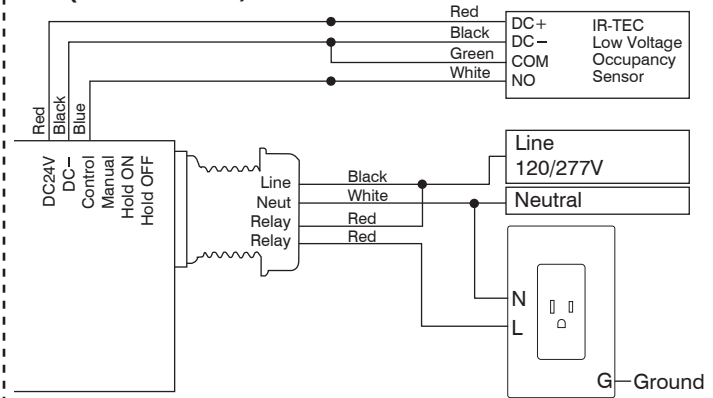 Red
Black
Green
White
DC+
DC−
COM
NO
IR-TEC
Low Voltage
Occupancy
Sensor
Red
Black
Blue
DC24V
DC−
Control
Manual
Hold ON
Hold OFF
Line
Neut
Relay
Relay
Black
White
Red
Red
Line
120/277V
Neutral
N
L
G
Ground